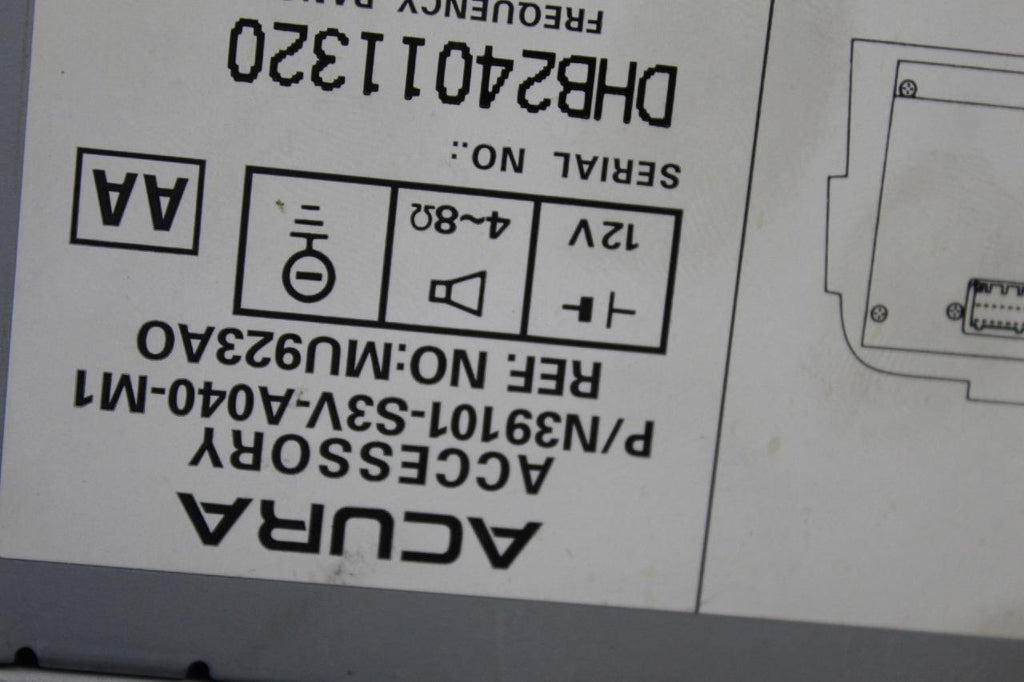 ACURA
ACCESSORY
P/N39101-S3V-A040-M1
REF. NO:MU923AO
12V
4~8Ω
AA
SERIAL NO.:
DHB24011320
FREQUENCY